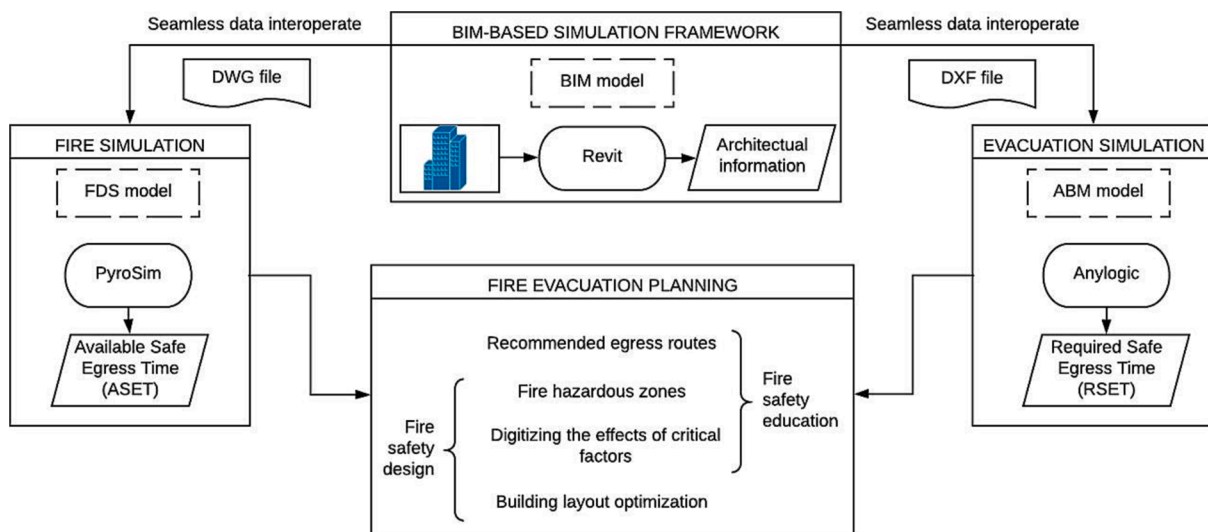 Seamless data interoperate
BIM-BASED SIMULATION FRAMEWORK
Seamless data interoperate
DWG file
BIM model
DXF file
Revit
Architectual
information
FIRE SIMULATION
FDS model
PyroSim
Available Safe
Egress Time
(ASET)
EVACUATION SIMULATION
ABM model
Anylogic
Required Safe
Egress Time
(RSET)
FIRE EVACUATION PLANNING
Recommended egress routes
Fire hazardous zones
Digitizing the effects of critical
factors
Building layout optimization
Fire
safety
design
Fire
safety
education